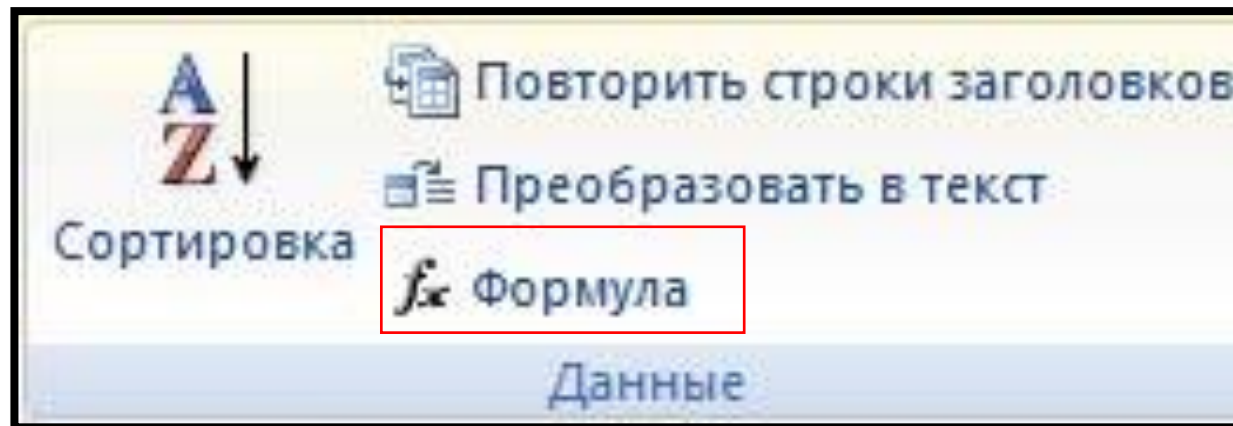 Повторить строки заголовков
Преобразовать в текст
Сортировка
fx Формула
Данные